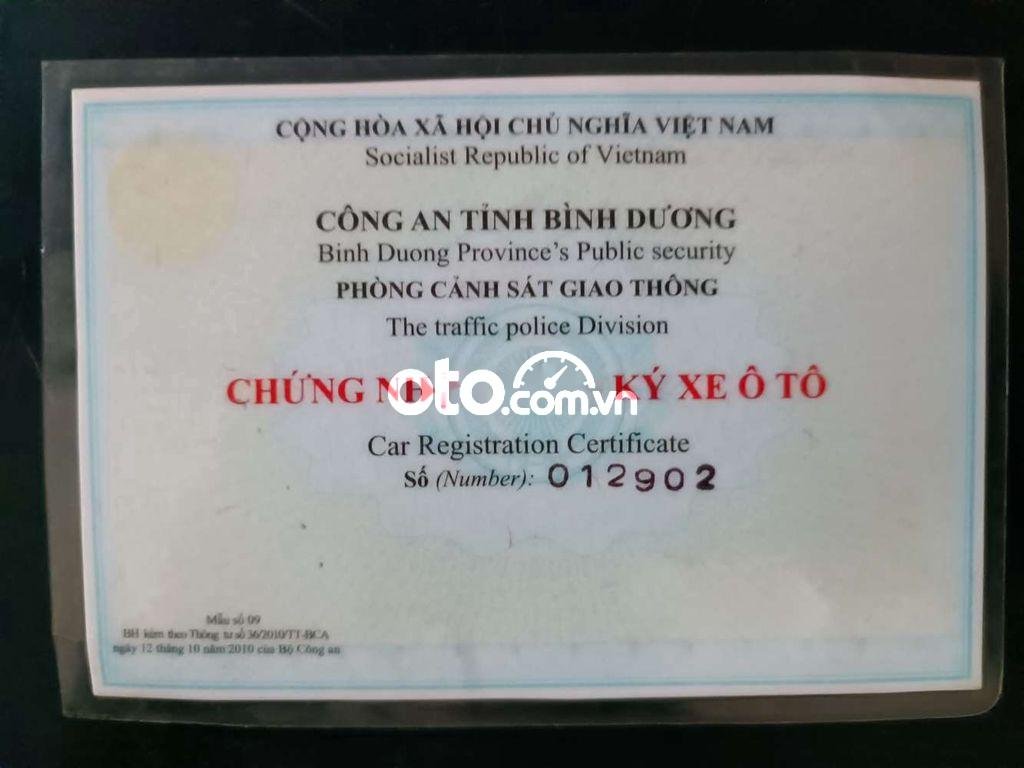 CỘNG HÒA XÃ HỘI CHỦ NGHĨA VIỆT NAM
Socialist Republic of Vietnam
CÔNG AN TỈNH BÌNH DƯƠNG
Binh Duong Province's Public security
PHÒNG CẢNH SÁT GIAO THÔNG
The traffic police Division
CHỨNG KÝ XE Ô TÔ
oto.com.vn
Car Registration Certificate
Số (Number): 012902
Mẫu số 09
BH kèm theo Thông tư số 36/2010/TT-BCA
ngày 12 tháng 10 năm 2010 của Bộ Công an